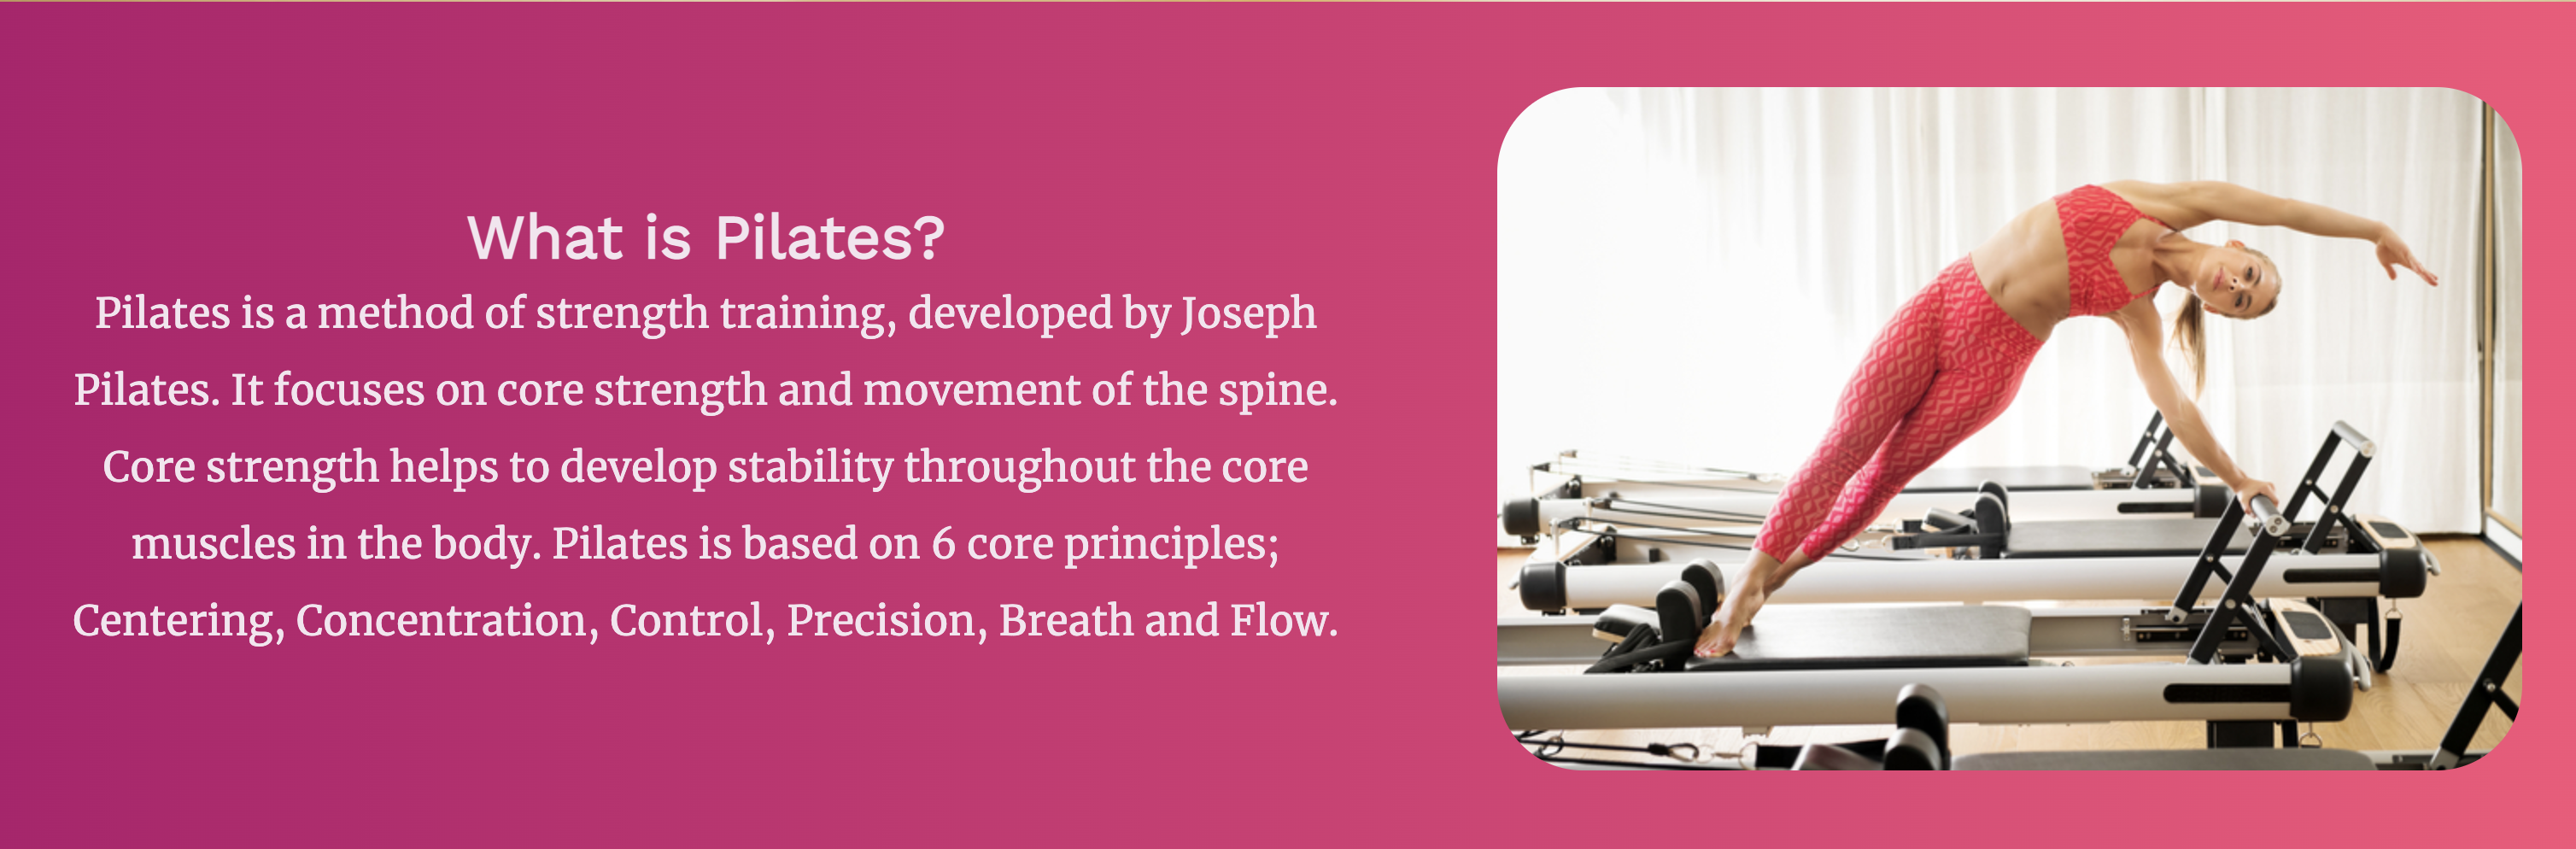 What is Pilates?
Pilates is a method of strength training, developed by Joseph
Pilates. It focuses on core strength and movement of the spine.
Core strength helps to develop stability throughout the core
muscles in the body. Pilates is based on 6 core principles;
Centering, Concentration, Control, Precision, Breath and Flow.